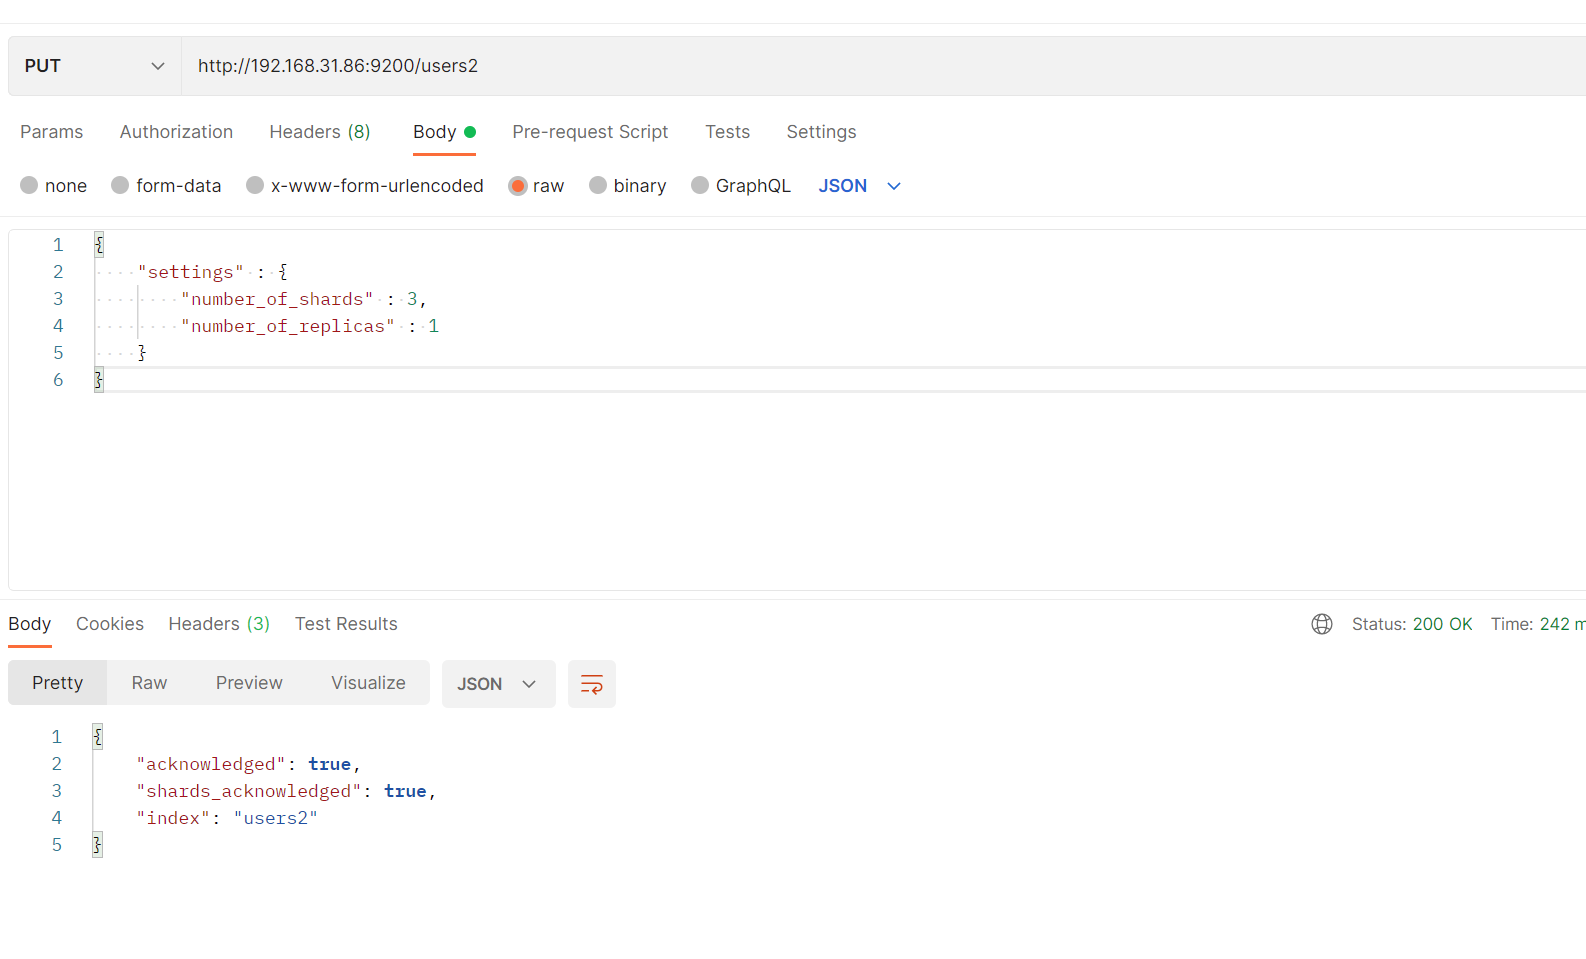 PUT http://192.168.31.86:9200/users2
Params Authorization Headers (8) Body Pre-request Script Tests Settings
none form-data x-www-form-urlencoded raw binary GraphQL JSON
1 {
2 "settings" : {
3 "number_of_shards" : 3,
4 "number_of_replicas" : 1
5 }
6 }
Body Cookies Headers (3) Test Results Status: 200 OK Time: 242 m
Pretty Raw Preview Visualize JSON
1 {
2 "acknowledged": true,
3 "shards_acknowledged": true,
4 "index": "users2"
5 }